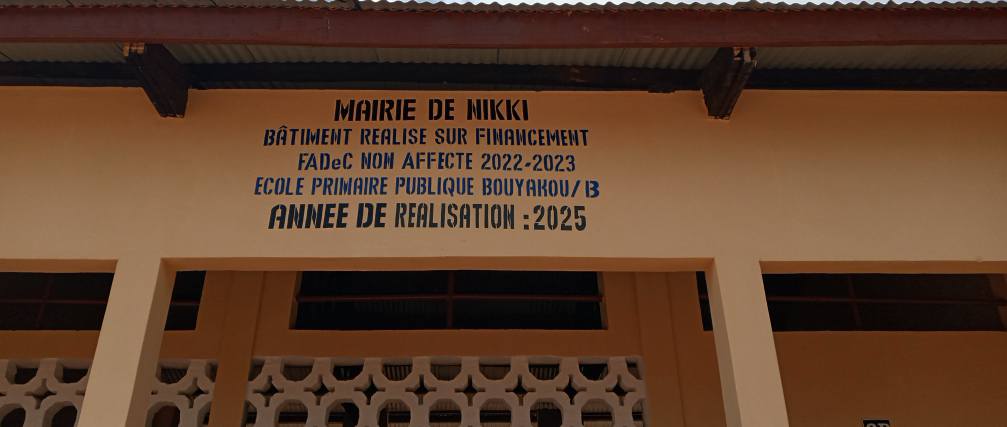 MAIRIE DE NIKKI
BÂTIMENT REALISE SUR FINANCEMENT
FADeC NON AFFECTE 2022-2023
ECOLE PRIMAIRE PUBLIQUE BOUYAKOU/B
ANNEE DE REALISATION : 2025